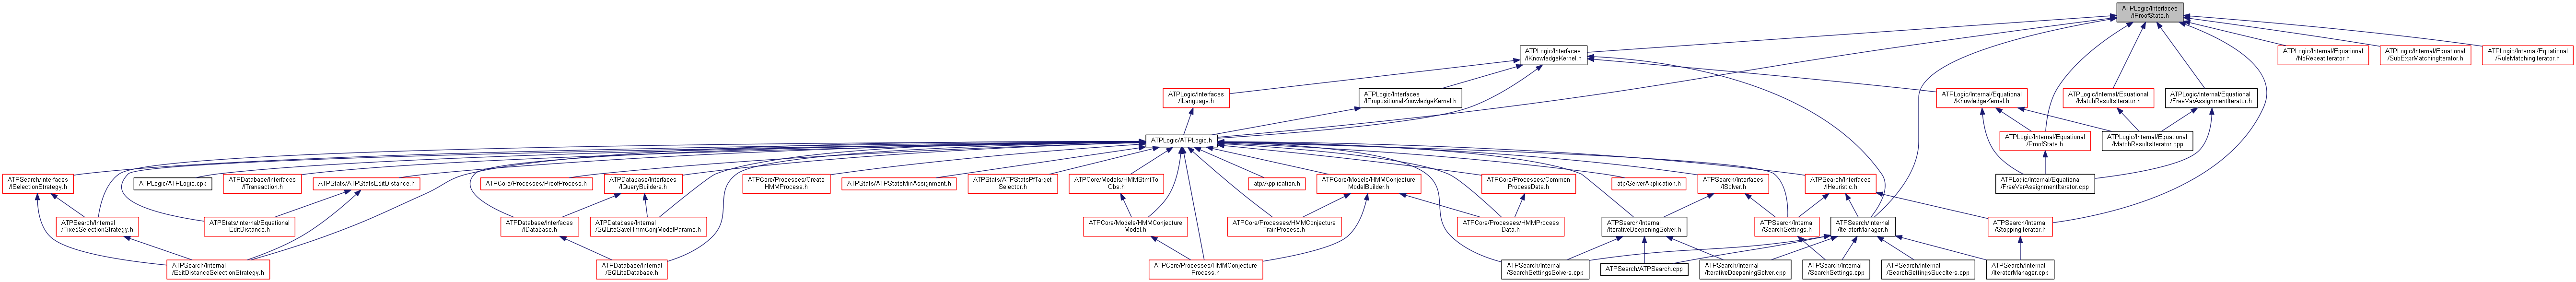 ATPLogic/Interfaces
/IProofState.h
ATPLogic/Interfaces
/IKnowledgeKernel.h
ATPLogic/Internal/Equational
/NoRepeatIterator.h
ATPLogic/Internal/Equational
/SubExprMatchingIterator.h
ATPLogic/Internal/Equational
/RuleMatchingIterator.h
ATPLogic/Interfaces
/ILanguage.h
ATPLogic/Interfaces
/IPropositionalKnowledgeKernel.h
ATPLogic/Internal/Equational
/KnowledgeKernel.h
ATPLogic/Internal/Equational
/MatchResultsIterator.h
ATPLogic/Internal/Equational
/FreeVarAssignmentIterator.h
ATPLogic/ATPLogic.h
ATPLogic/Internal/Equational
/ProofState.h
ATPLogic/Internal/Equational
/MatchResultsIterator.cpp
ATPSearch/Interfaces
/ISelectionStrategy.h
ATPLogic/ATPLogic.cpp
ATPDatabase/Interfaces
/ITransaction.h
ATPStats/ATPStatsEditDistance.h
ATPCore/Processes/ProofProcess.h
ATPDatabase/Interfaces
/IQueryBuilders.h
ATPCore/Processes/Create
HMMProcess.h
ATPStats/ATPStatsMinAssignment.h
ATPStats/ATPStatsPfTarget
Selector.h
ATPCore/Models/HMMStmtTo
Obs.h
atp/Application.h
ATPCore/Models/HMMConjecture
ModelBuilder.h
ATPCore/Processes/Common
ProcessData.h
atp/ServerApplication.h
ATPSearch/Interfaces
/ISolver.h
ATPSearch/Interfaces
/IHeuristic.h
ATPLogic/Internal/Equational
/FreeVarAssignmentIterator.cpp
ATPSearch/Internal
/FixedSelectionStrategy.h
ATPStats/Internal/Equational
EditDistance.h
ATPDatabase/Interfaces
/IDatabase.h
ATPDatabase/Internal
/SQLiteSaveHmmConjModelParams.h
ATPCore/Models/HMMConjecture
Model.h
ATPCore/Processes/HMMConjecture
TrainProcess.h
ATPCore/Processes/HMMProcess
Data.h
ATPSearch/Internal
/IterativeDeepeningSolver.h
ATPSearch/Internal
/SearchSettings.h
ATPSearch/Internal
/IteratorManager.h
ATPSearch/Internal
/StoppingIterator.h
ATPSearch/Internal
/EditDistanceSelectionStrategy.h
ATPDatabase/Internal
/SQLiteDatabase.h
ATPCore/Processes/HMMConjecture
Process.h
ATPSearch/Internal
/SearchSettingsSolvers.cpp
ATPSearch/ATPSearch.cpp
ATPSearch/Internal
/IterativeDeepeningSolver.cpp
ATPSearch/Internal
/SearchSettings.cpp
ATPSearch/Internal
/SearchSettingsSuccIters.cpp
ATPSearch/Internal
/IteratorManager.cpp